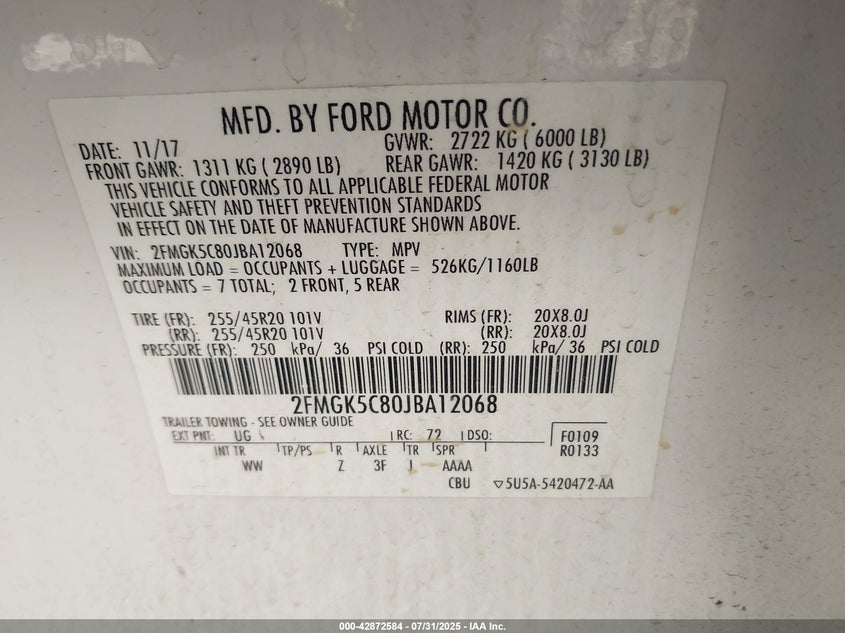 MFD. BY FORD MOTOR CO.
DATE: 11/17 GVWR: 2722 KG ( 6000 LB)
FRONT GAWR: 1311 KG ( 2890 LB) REAR GAWR: 1420 KG ( 3130 LB)
THIS VEHICLE CONFORMS TO ALL APPLICABLE FEDERAL MOTOR
VEHICLE SAFETY AND THEFT PREVENTION STANDARDS
IN EFFECT ON THE DATE OF MANUFACTURE SHOWN ABOVE.
VIN: 2FMGK5C80JBA12068 TYPE: MPV
MAXIMUM LOAD = OCCUPANTS + LUGGAGE = 526KG/1160LB
OCCUPANTS = 7 TOTAL; 2 FRONT, 5 REAR
TIRE (FR): 255/45R20 101V RIMS (FR): 20X8.0J
(RR): 255/45R20 101V (RR): 20X8.0J
PRESSURE (FR): 250 kPa/ 36 PSI COLD (RR): 250 kPa/ 36 PSI COLD
2FMGK5C80JBA12068
TRAILER TOWING - SEE OWNER GUIDE
EXT PNT: UG RC: 72 DSO: F0109
INT TR TP/PS R AXLE TR SPR R0133
WW Z 3F J AAAA
CBU ▽5U5A-5420472-AA
000-42872584 - 07/31/2025 - IAA Inc.